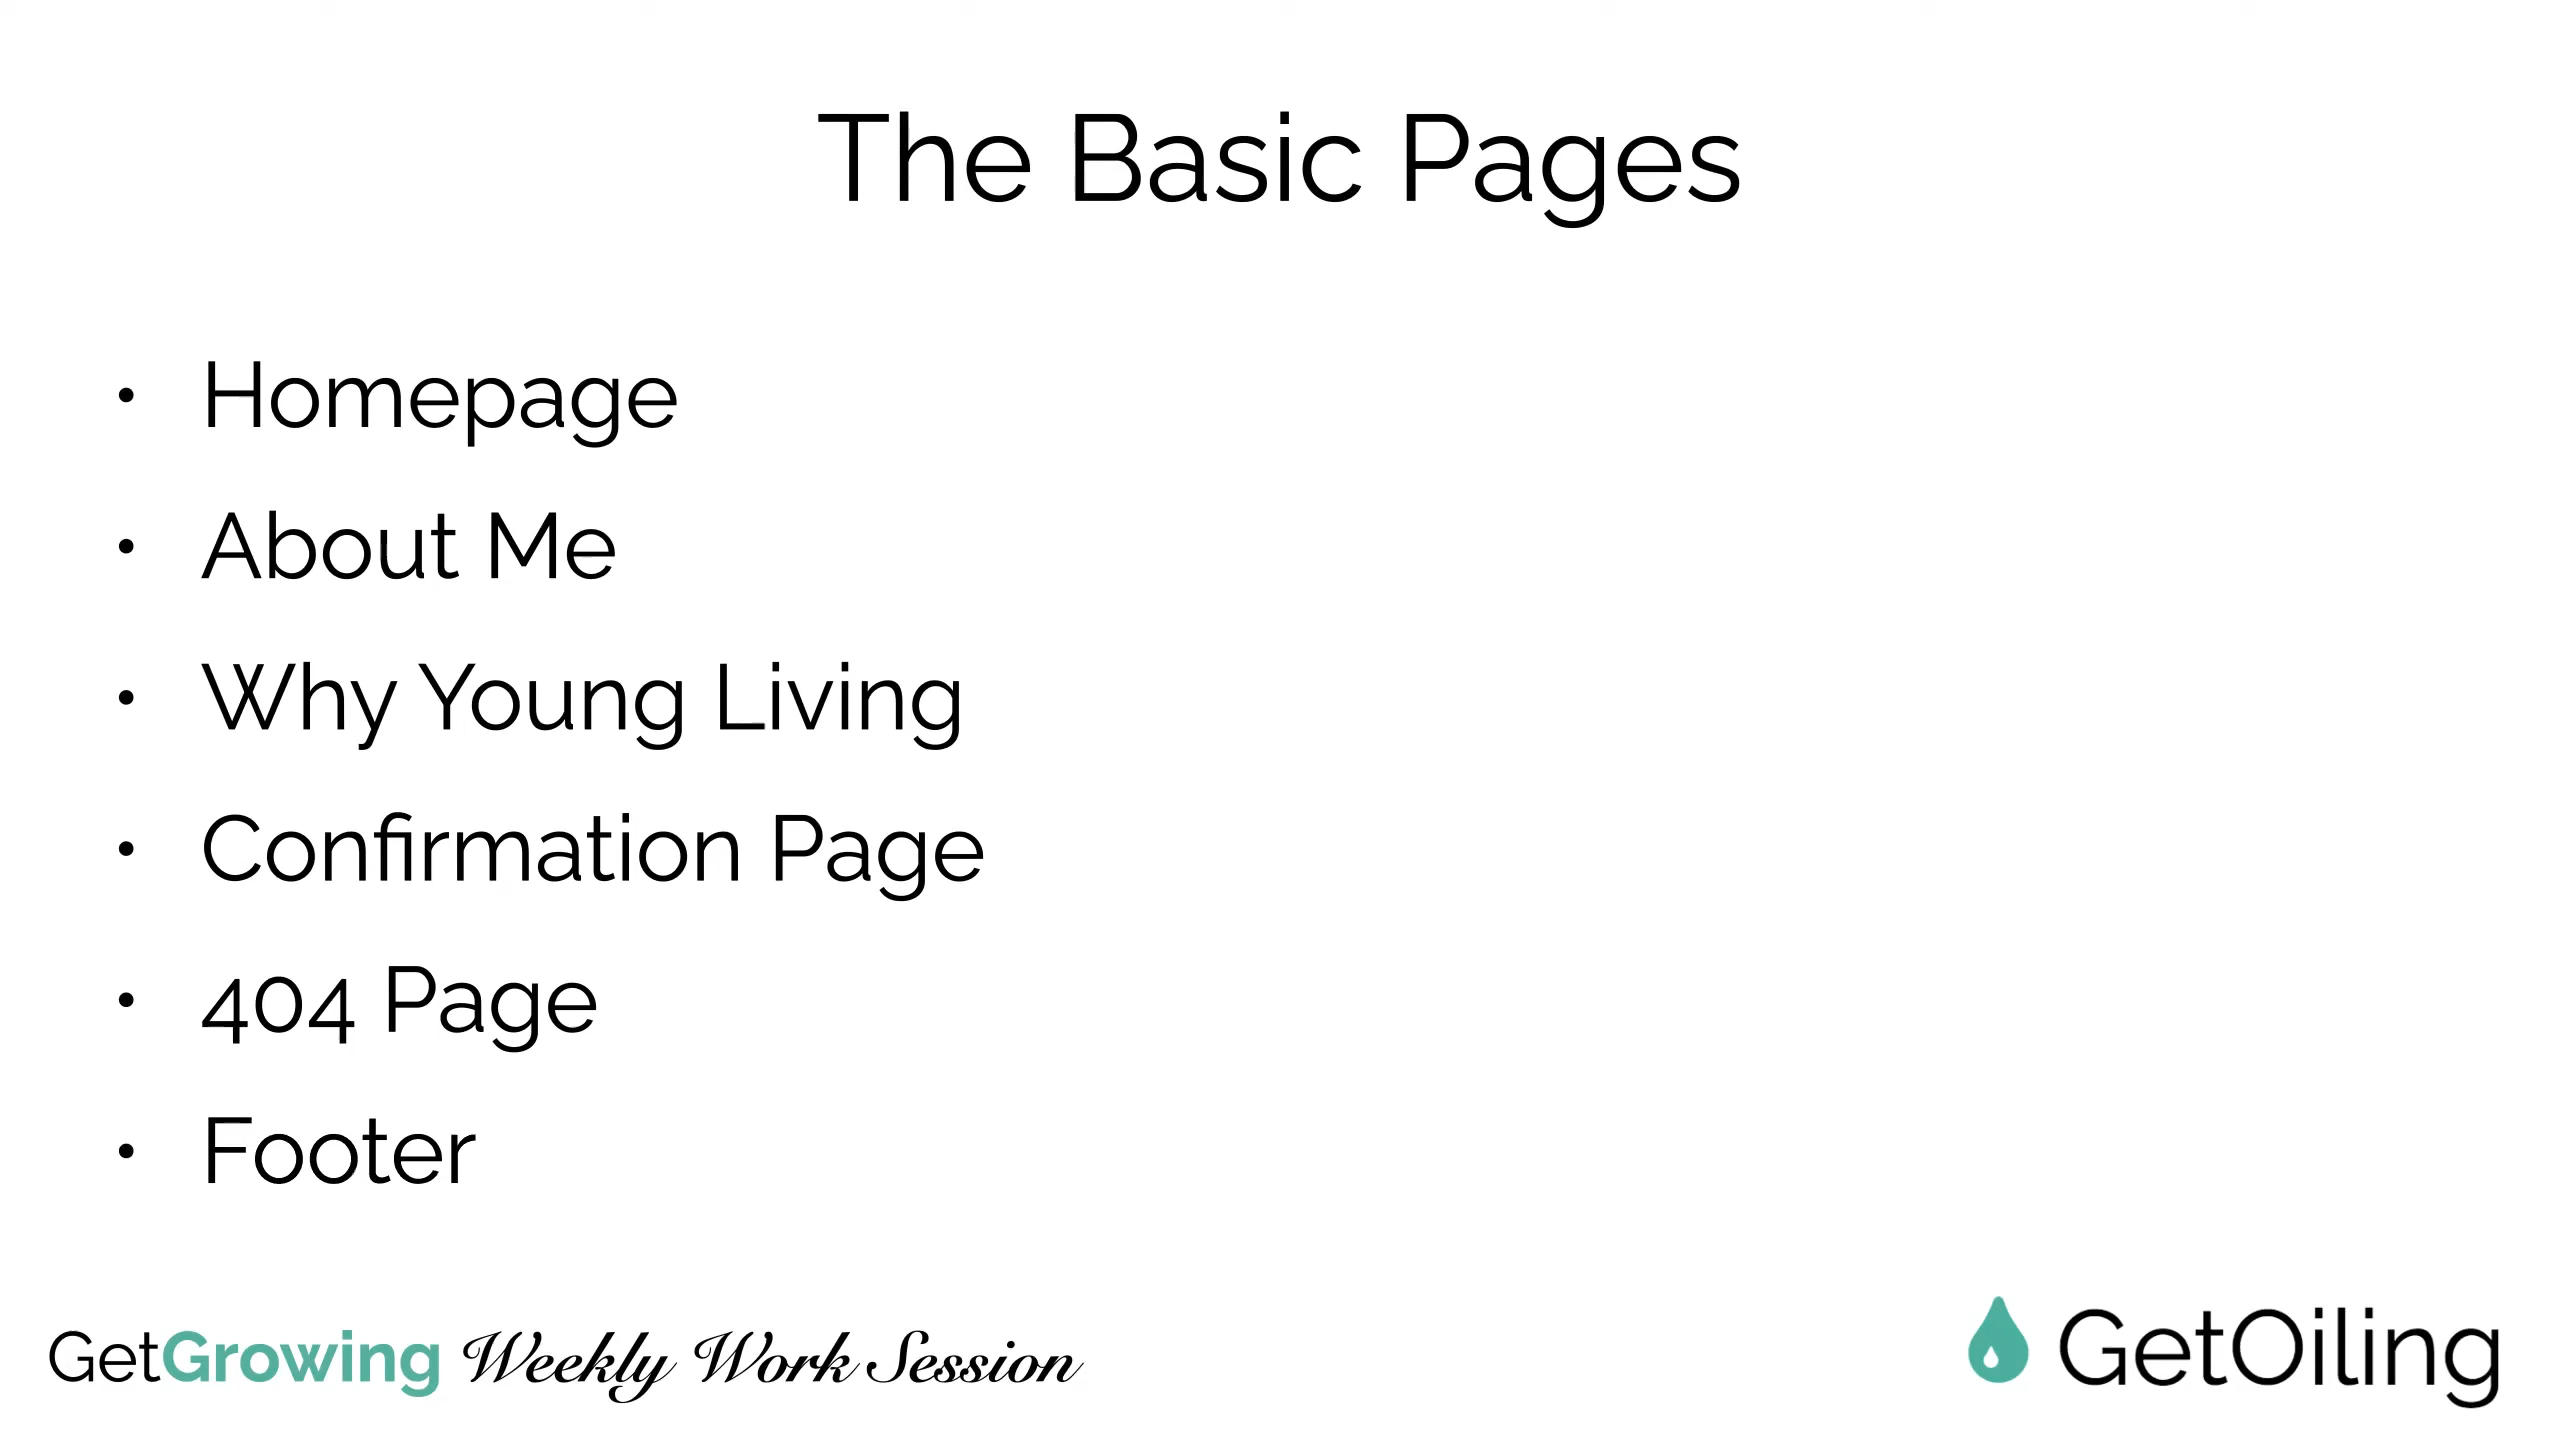 The Basic Pages
• Homepage
• About Me
• Why Young Living
• Confirmation Page
• 404 Page
• Footer
GetGrowing Weekly Work Session
GetOiling